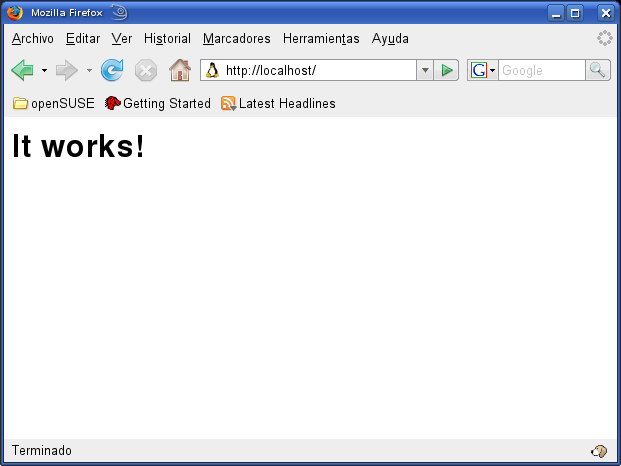 Mozilla Firefox
Archivo Editar Ver Historial Marcadores Herramientas Ayuda
http://localhost/ G Google
openSUSE Getting Started Latest Headlines
It works!
Terminado